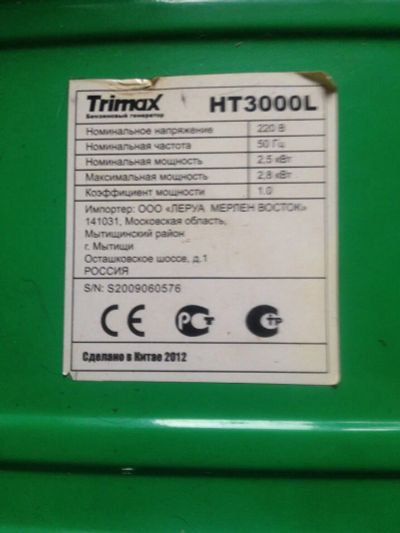 Trimax HT3000L
Бензиновый генератор
Номинальное напряжение 220 В
Номинальная частота 50 Гц
Номинальная мощность 2,5 кВт
Максимальная мощность 2,8 кВт
Коэффициент мощности 1.0
Импортер: ООО «ЛЕРУА МЕРЛЕН ВОСТОК»
141031, Московская область,
Мытищинский район
г. Мытищи
Осташковское шоссе, д.1
РОССИЯ
S/N: S2009060576
CE РСТ СТР
Сделано в Китае 2012